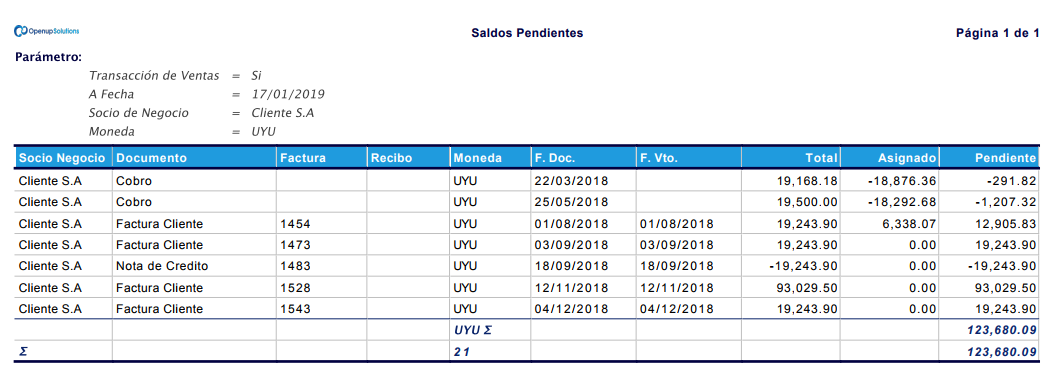 OpenupSolutions Saldos Pendientes Página 1 de 1
Parámetro:
Transacción de Ventas = Si
A Fecha = 17/01/2019
Socio de Negocio = Cliente S.A
Moneda = UYU
Socio Negocio Documento Factura Recibo Moneda F. Doc. F. Vto. Total Asignado Pendiente
Cliente S.A Cobro UYU 22/03/2018 19,168.18 -18,876.36 -291.82
Cliente S.A Cobro UYU 25/05/2018 19,500.00 -18,292.68 -1,207.32
Cliente S.A Factura Cliente 1454 UYU 01/08/2018 01/08/2018 19,243.90 6,338.07 12,905.83
Cliente S.A Factura Cliente 1473 UYU 03/09/2018 03/09/2018 19,243.90 0.00 19,243.90
Cliente S.A Nota de Credito 1483 UYU 18/09/2018 18/09/2018 -19,243.90 0.00 -19,243.90
Cliente S.A Factura Cliente 1528 UYU 12/11/2018 12/11/2018 93,029.50 0.00 93,029.50
Cliente S.A Factura Cliente 1543 UYU 04/12/2018 04/12/2018 19,243.90 0.00 19,243.90
UYU Σ 123,680.09
Σ 21 123,680.09